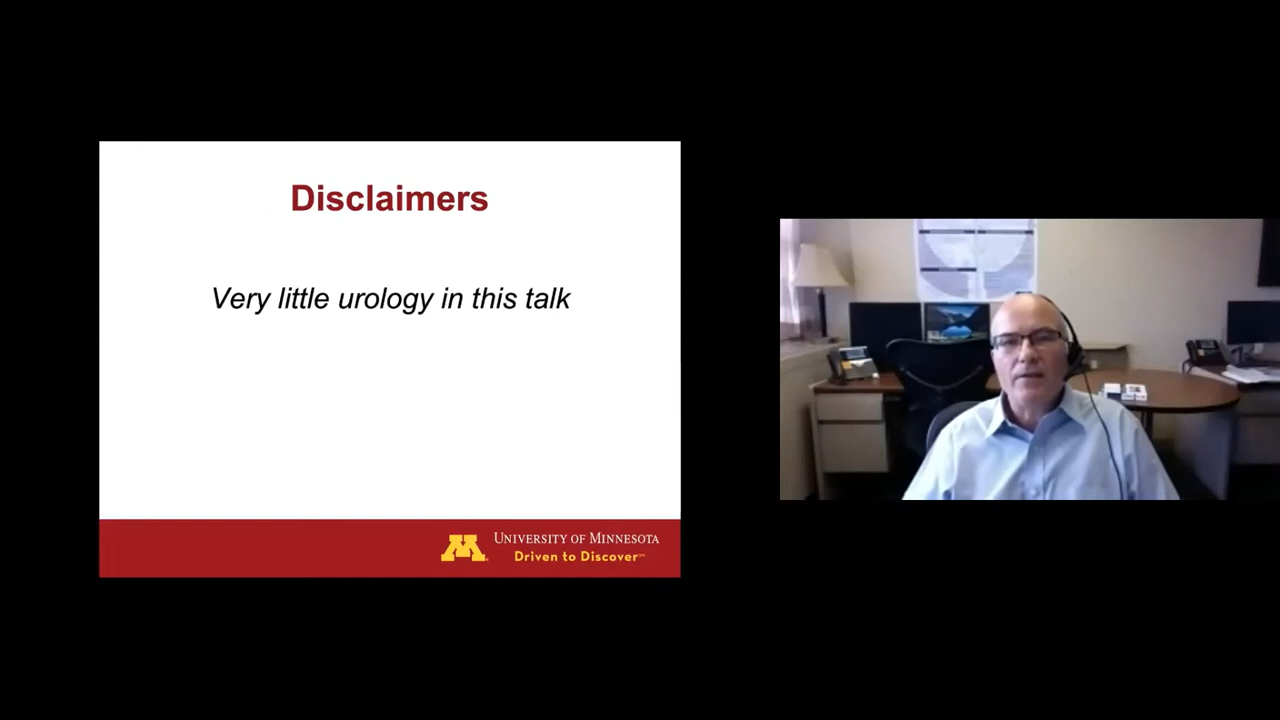 Disclaimers
Very little urology in this talk
UNIVERSITY OF MINNESOTA
Driven to Discover℠